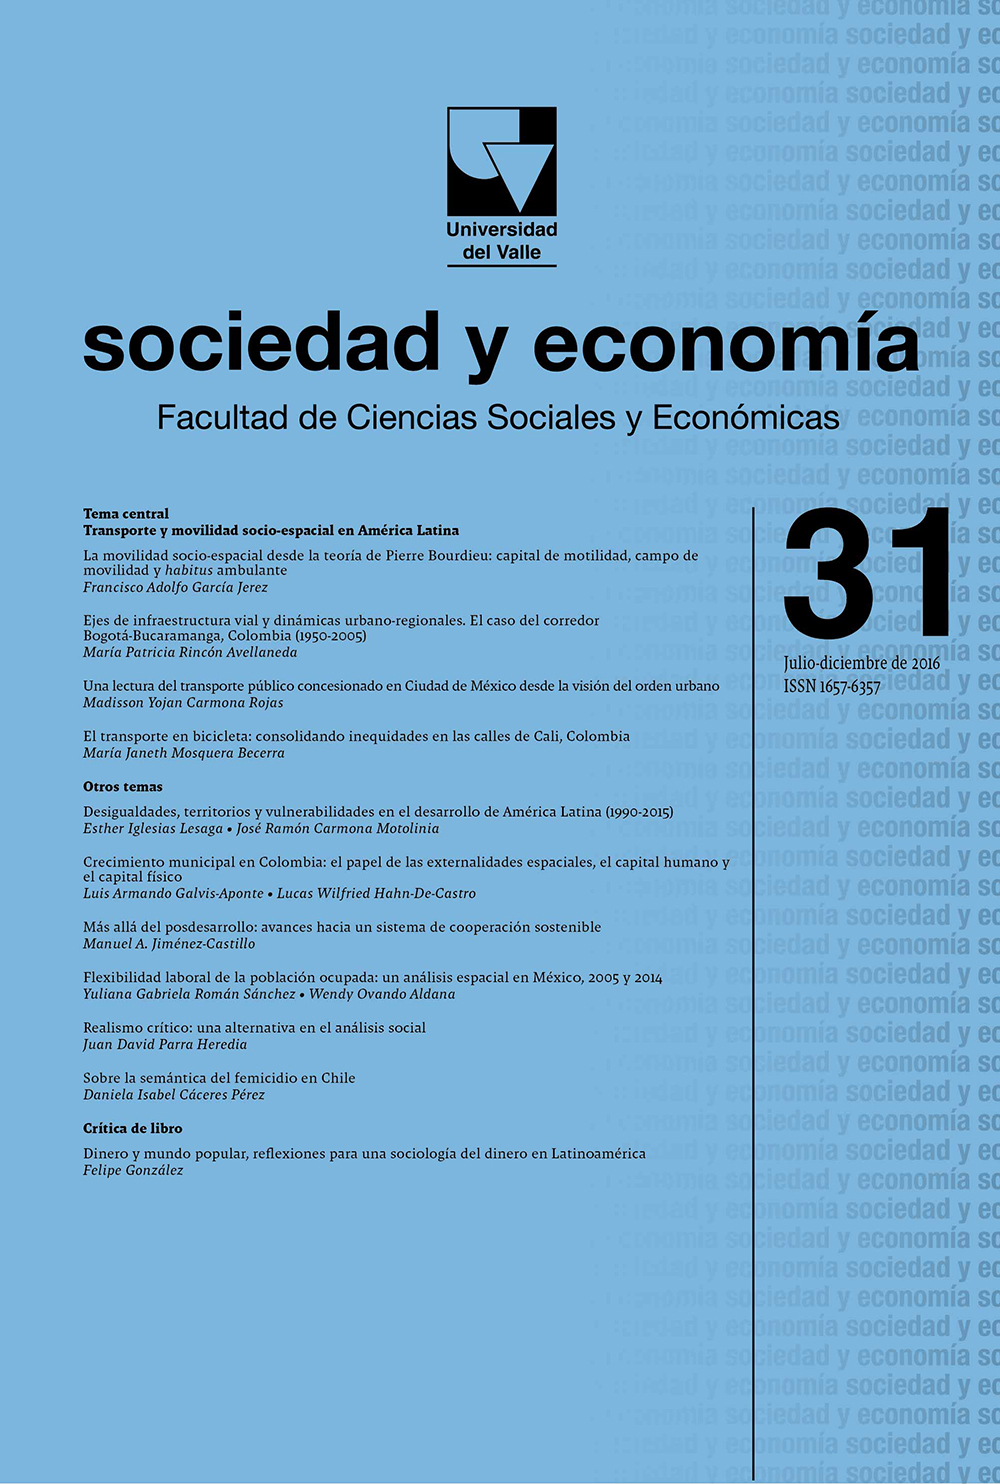 Universidad
del Valle
sociedad y economía
Facultad de Ciencias Sociales y Económicas
Tema central
Transporte y movilidad socio-espacial en América Latina
La movilidad socio-espacial desde la teoría de Pierre Bourdieu: capital de motilidad, campo de
movilidad y habitus ambulante
Francisco Adolfo García Jerez
Ejes de infraestructura vial y dinámicas urbano-regionales. El caso del corredor
Bogotá-Bucaramanga, Colombia (1950-2005)
María Patricia Rincón Avellaneda
Una lectura del transporte público concesionado en Ciudad de México desde la visión del orden urbano
Madisson Yojan Carmona Rojas
El transporte en bicicleta: consolidando inequidades en las calles de Cali, Colombia
María Janeth Mosquera Becerra
Otros temas
Desigualdades, territorios y vulnerabilidades en el desarrollo de América Latina (1990-2015)
Esther Iglesias Lesaga • José Ramón Carmona Motolinia
Crecimiento municipal en Colombia: el papel de las externalidades espaciales, el capital humano y
el capital físico
Luis Armando Galvis-Aponte • Lucas Wilfried Hahn-De-Castro
Más allá del posdesarrollo: avances hacia un sistema de cooperación sostenible
Manuel A. Jiménez-Castillo
Flexibilidad laboral de la población ocupada: un análisis espacial en México, 2005 y 2014
Yuliana Gabriela Román Sánchez • Wendy Ovando Aldana
Realismo crítico: una alternativa en el análisis social
Juan David Parra Heredia
Sobre la semántica del femicidio en Chile
Daniela Isabel Cáceres Pérez
Crítica de libro
Dinero y mundo popular, reflexiones para una sociología del dinero en Latinoamérica
Felipe González
31
Julio-diciembre de 2016
ISSN 1657-6357